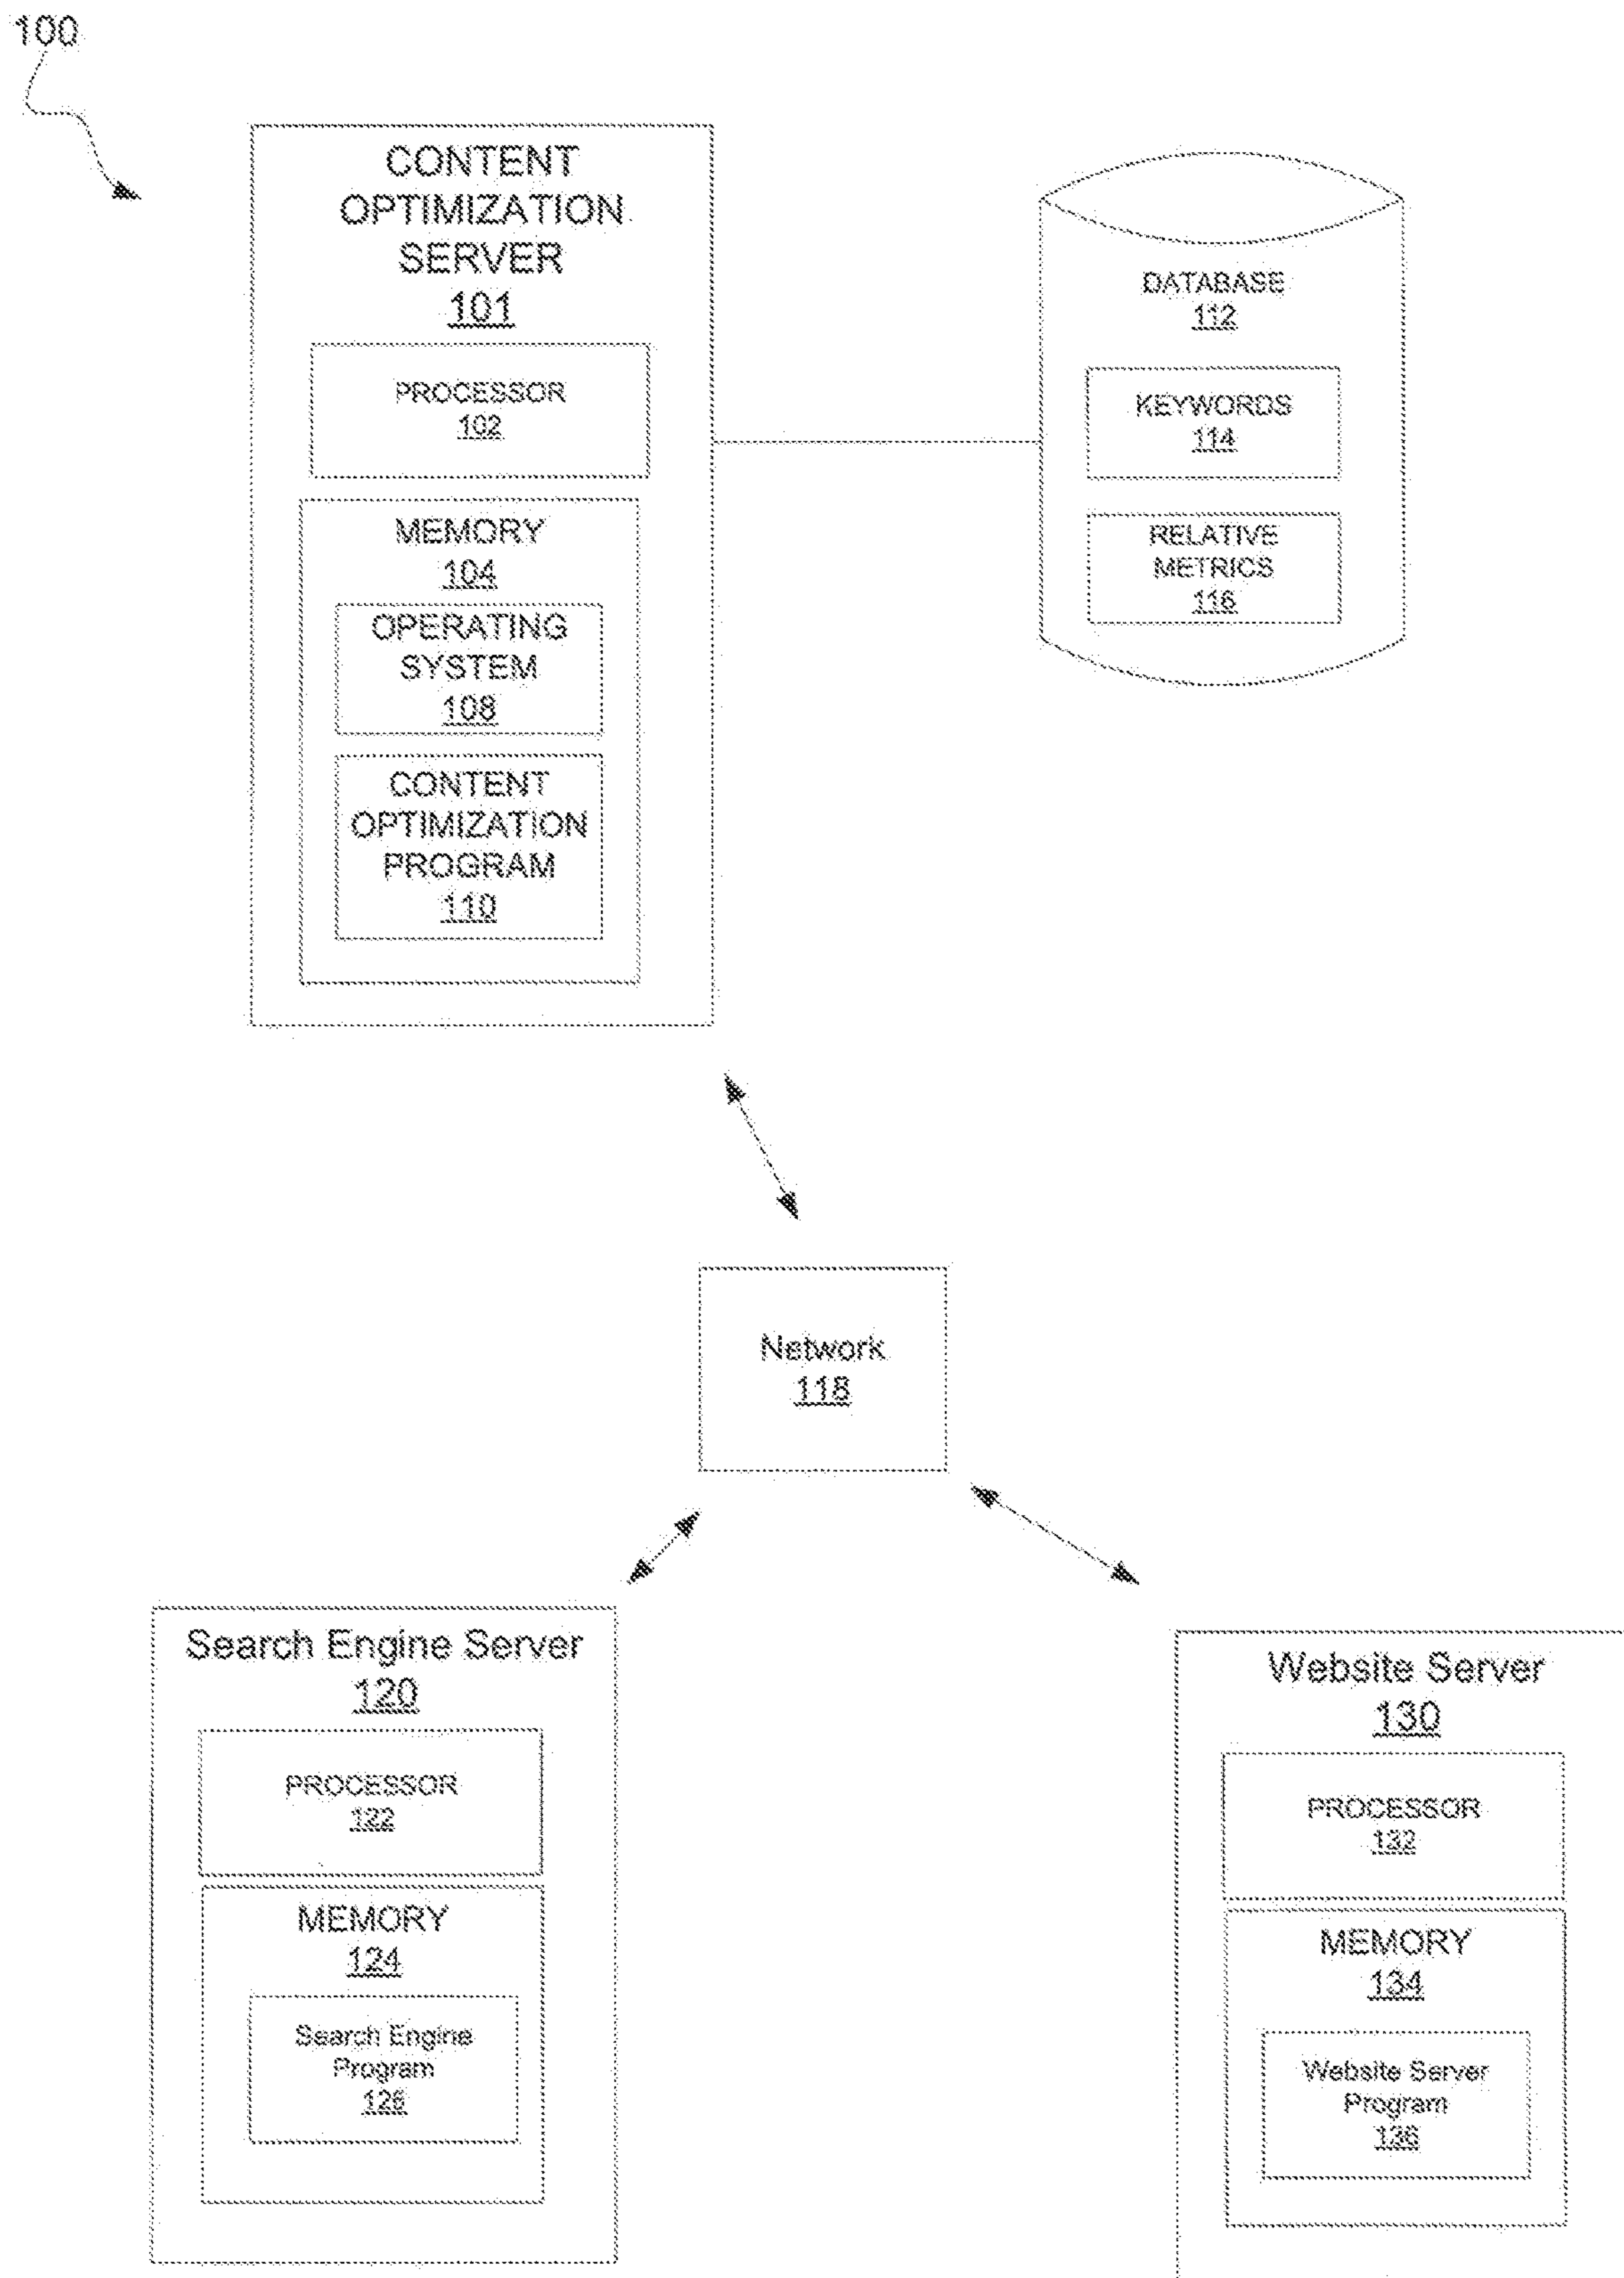 100
CONTENT
OPTIMIZATION
SERVER
101
PROCESSOR
102
MEMORY
104
OPERATING
SYSTEM
108
CONTENT
OPTIMIZATION
PROGRAM
110
DATABASE
112
KEYWORDS
114
RELATIVE
METRICS
116
Network
118
Search Engine Server
120
PROCESSOR
122
MEMORY
124
Search Engine
Program
126
Website Server
130
PROCESSOR
132
MEMORY
134
Website Server
Program
136